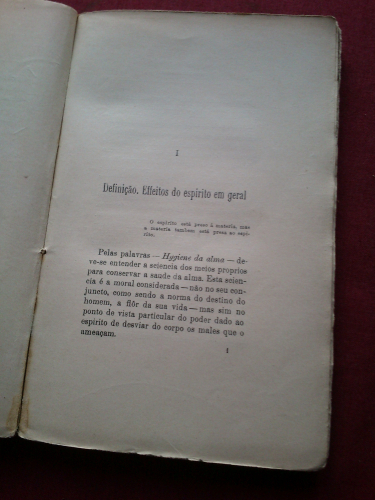 I
Definição. Effeitos do espirito em geral
O espirito está preso á materia, mas
a materia tambem está presa ao espi-
rito.
Pelas palavras — Hygiene da alma — de-
ve-se entender a sciencia dos meios proprios
para conservar a saude da alma. Esta scien-
cia é a moral considerada — não no seu con-
juncto, como sendo a norma do destino do
homem, a flôr da sua vida — mas sim no
ponto de vista particular do poder dado ao
espirito de desviar do corpo os males que o
ameaçam.
1